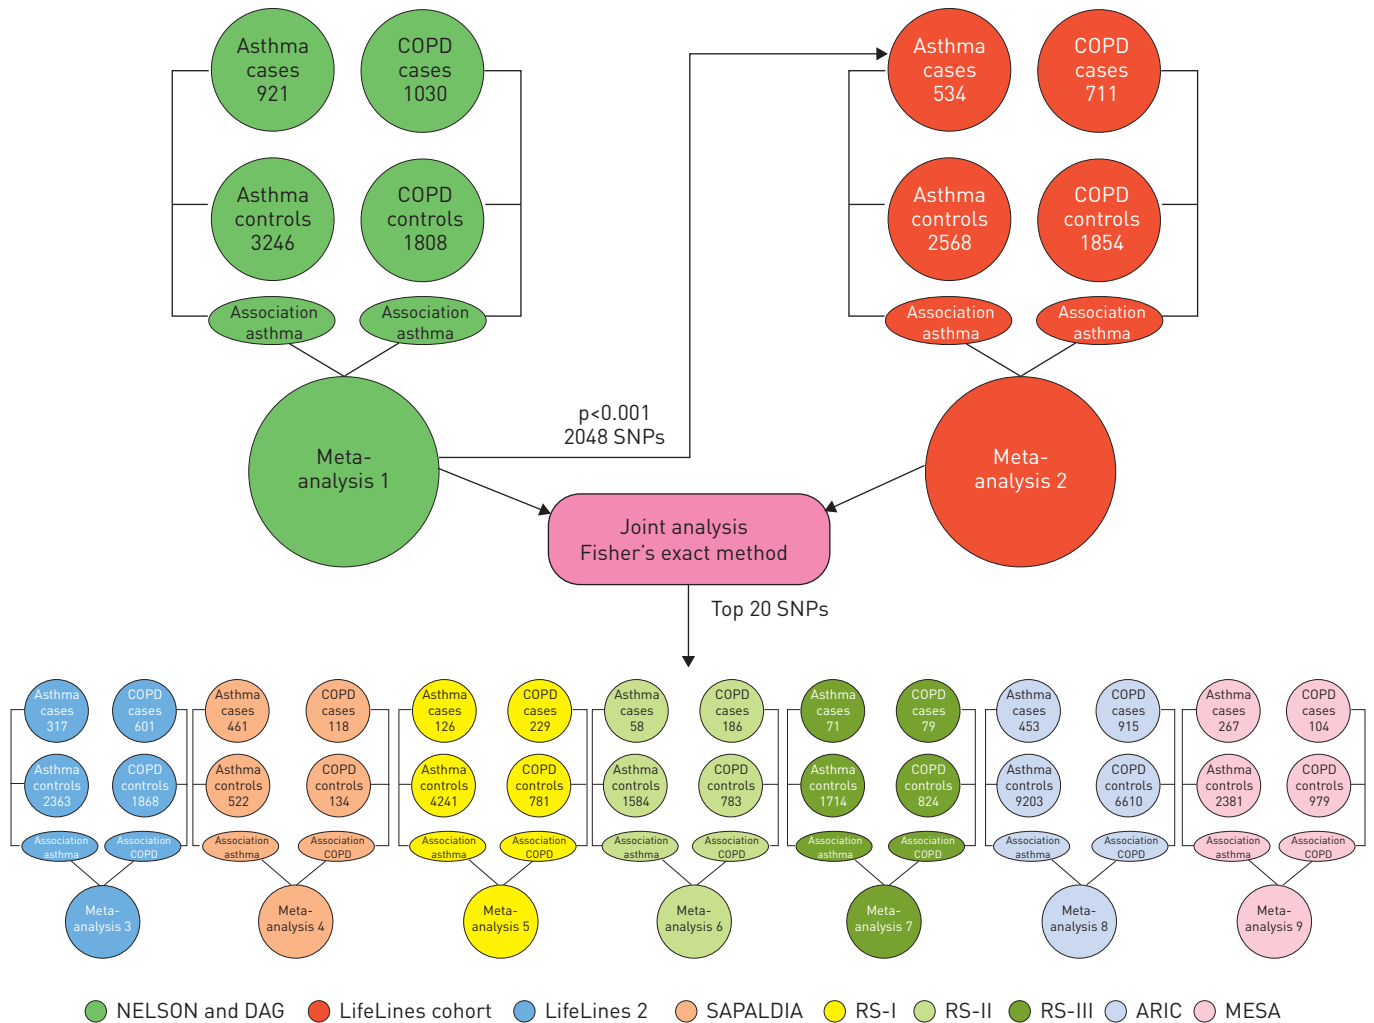 Asthma
cases
921
COPD
cases
1030
Asthma
controls
3246
COPD
controls
1808
Association
asthma
Association
asthma
Meta-
analysis 1
p<0.001
2048 SNPs
Asthma
cases
534
COPD
cases
711
Asthma
controls
2568
COPD
controls
1854
Association
asthma
Association
asthma
Meta-
analysis 2
Joint analysis
Fisher's exact method
Top 20 SNPs
Asthma
cases
317
COPD
cases
601
Asthma
controls
2363
COPD
controls
1868
Association
asthma
Association
COPD
Meta-
analysis 3
Asthma
cases
461
COPD
cases
118
Asthma
controls
522
COPD
controls
134
Association
asthma
Association
COPD
Meta-
analysis 4
Asthma
cases
126
COPD
cases
229
Asthma
controls
4241
COPD
controls
781
Association
asthma
Association
COPD
Meta-
analysis 5
Asthma
cases
58
COPD
cases
186
Asthma
controls
1584
COPD
controls
783
Association
asthma
Association
COPD
Meta-
analysis 6
Asthma
cases
71
COPD
cases
79
Asthma
controls
1714
COPD
controls
824
Association
asthma
Association
COPD
Meta-
analysis 7
Asthma
cases
453
COPD
cases
915
Asthma
controls
9203
COPD
controls
6610
Association
asthma
Association
COPD
Meta-
analysis 8
Asthma
cases
267
COPD
cases
104
Asthma
controls
2381
COPD
controls
979
Association
asthma
Association
COPD
Meta-
analysis 9
NELSON and DAG
LifeLines cohort
LifeLines 2
SAPALDIA
RS-I
RS-II
RS-III
ARIC
MESA